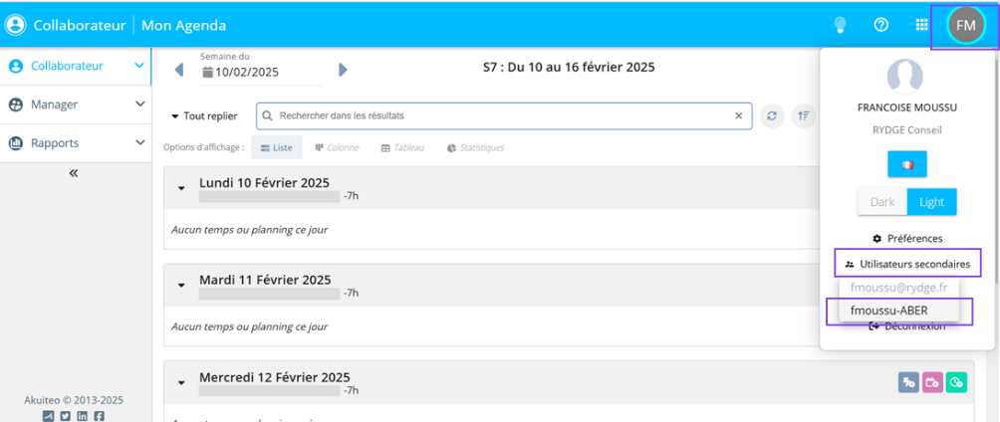 Collaborateur | Mon Agenda
FM
Collaborateur
Manager
Rapports
Semaine du
10/02/2025
S7 : Du 10 au 16 février 2025
Tout replier
Rechercher dans les résultats
Options d'affichage :
Liste
Colonne
Tableau
Statistiques
Lundi 10 Février 2025
-7h
Aucun temps ou planning ce jour
Mardi 11 Février 2025
-7h
Aucun temps ou planning ce jour
Mercredi 12 Février 2025
-7h
FRANCOISE MOUSSU
RYDGE Conseil
Dark
Light
Préférences
Utilisateurs secondaires
fmoussu@rydge.fr
fmoussu-ABER
Déconnexion
Akuiteo © 2013-2025